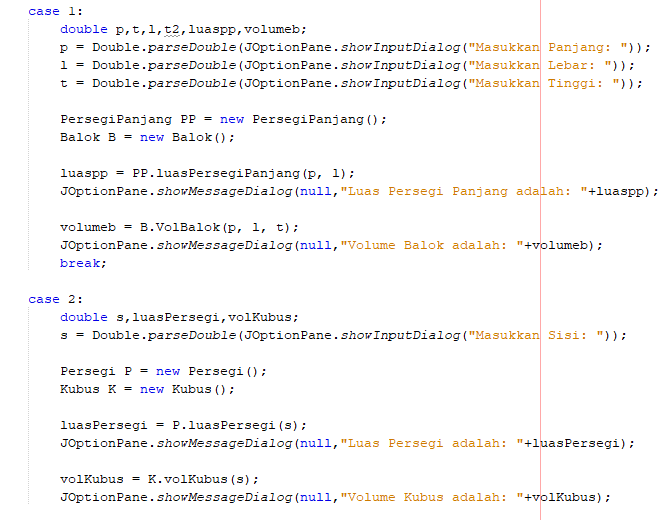 case 1:
double p,t,l,t2,luaspp,volumeb;
p = Double.parseDouble(JOptionPane.showInputDialog("Masukkan Panjang: "));
l = Double.parseDouble(JOptionPane.showInputDialog("Masukkan Lebar: "));
t = Double.parseDouble(JOptionPane.showInputDialog("Masukkan Tinggi: "));
PersegiPanjang PP = new PersegiPanjang();
Balok B = new Balok();
luaspp = PP.luasPersegiPanjang(p, l);
JOptionPane.showMessageDialog(null,"Luas Persegi Panjang adalah: "+luaspp);
volumeb = B.VolBalok(p, l, t);
JOptionPane.showMessageDialog(null,"Volume Balok adalah: "+volumeb);
break;
case 2:
double s,luasPersegi,volKubus;
s = Double.parseDouble(JOptionPane.showInputDialog("Masukkan Sisi: "));
Persegi P = new Persegi();
Kubus K = new Kubus();
luasPersegi = P.luasPersegi(s);
JOptionPane.showMessageDialog(null,"Luas Persegi adalah: "+luasPersegi);
volKubus = K.volKubus(s);
JOptionPane.showMessageDialog(null,"Volume Kubus adalah: "+volKubus);